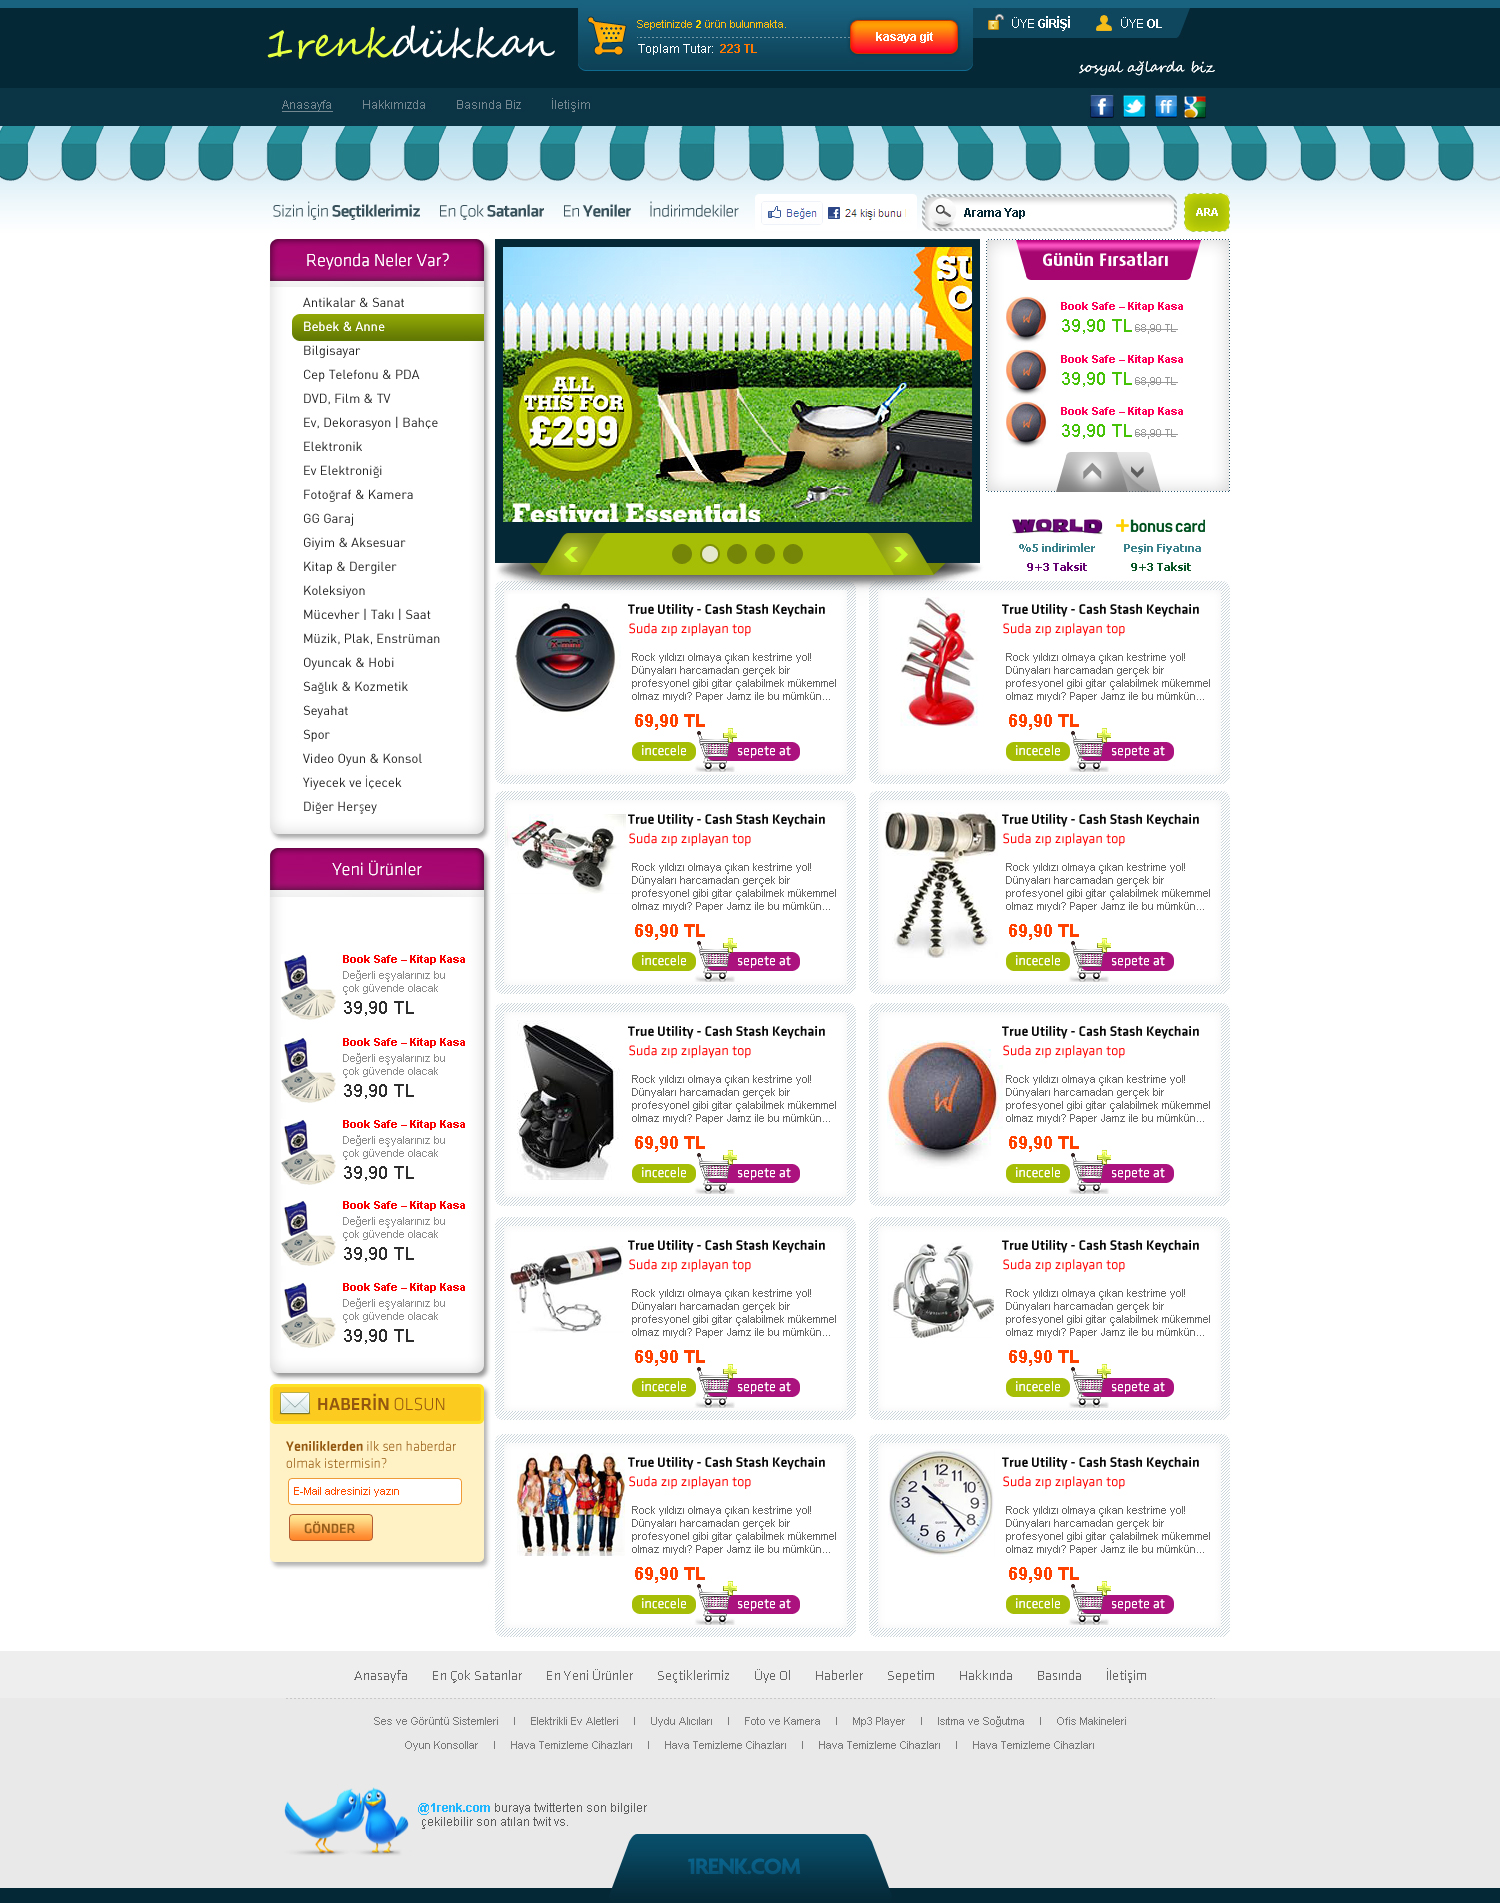 1renkdükkan
Sepetinizde 2 ürün bulunmakta.
Toplam Tutar: 223 TL
kasaya git
ÜYE GİRİŞİ
ÜYE OL
sosyal ağlarda biz
Anasayfa
Hakkımızda
Basında Biz
İletişim
Sizin İçin Seçtiklerimiz
En Çok Satanlar
En Yeniler
İndirimdekiler
Beğen
24 kişi bunu
Arama Yap
ARA
Reyonda Neler Var?
Antikalar & Sanat
Bebek & Anne
Bilgisayar
Cep Telefonu & PDA
DVD, Film & TV
Ev, Dekorasyon | Bahçe
Elektronik
Ev Elektroniği
Fotoğraf & Kamera
GG Garaj
Giyim & Aksesuar
Kitap & Dergiler
Koleksiyon
Mücevher | Takı | Saat
Müzik, Plak, Enstrüman
Oyuncak & Hobi
Sağlık & Kozmetik
Seyahat
Spor
Video Oyun & Konsol
Yiyecek ve İçecek
Diğer Herşey
ALL
THIS FOR
£299
Festival Essentials
Günün Fırsatları
Book Safe – Kitap Kasa
39,90 TL 68,90 TL
Book Safe – Kitap Kasa
39,90 TL 68,90 TL
Book Safe – Kitap Kasa
39,90 TL 68,90 TL
WORLD
%5 indirimler
9+3 Taksit
+bonus card
Peşin Fiyatına
9+3 Taksit
True Utility - Cash Stash Keychain
Suda zıp zıplayan top
Rock yıldızı olmaya çıkan kestrime yol!
Dünyaları harcamadan gerçek bir
profesyonel gibi gitar çalabilmek mükemmel
olmaz mıydı? Paper Jamz ile bu mümkün...
69,90 TL
incecele
sepete at
True Utility - Cash Stash Keychain
Suda zıp zıplayan top
Rock yıldızı olmaya çıkan kestrime yol!
Dünyaları harcamadan gerçek bir
profesyonel gibi gitar çalabilmek mükemmel
olmaz mıydı? Paper Jamz ile bu mümkün...
69,90 TL
incecele
sepete at
True Utility - Cash Stash Keychain
Suda zıp zıplayan top
Rock yıldızı olmaya çıkan kestrime yol!
Dünyaları harcamadan gerçek bir
profesyonel gibi gitar çalabilmek mükemmel
olmaz mıydı? Paper Jamz ile bu mümkün...
69,90 TL
incecele
sepete at
True Utility - Cash Stash Keychain
Suda zıp zıplayan top
Rock yıldızı olmaya çıkan kestrime yol!
Dünyaları harcamadan gerçek bir
profesyonel gibi gitar çalabilmek mükemmel
olmaz mıydı? Paper Jamz ile bu mümkün...
69,90 TL
incecele
sepete at
True Utility - Cash Stash Keychain
Suda zıp zıplayan top
Rock yıldızı olmaya çıkan kestrime yol!
Dünyaları harcamadan gerçek bir
profesyonel gibi gitar çalabilmek mükemmel
olmaz mıydı? Paper Jamz ile bu mümkün...
69,90 TL
incecele
sepete at
True Utility - Cash Stash Keychain
Suda zıp zıplayan top
Rock yıldızı olmaya çıkan kestrime yol!
Dünyaları harcamadan gerçek bir
profesyonel gibi gitar çalabilmek mükemmel
olmaz mıydı? Paper Jamz ile bu mümkün...
69,90 TL
incecele
sepete at
True Utility - Cash Stash Keychain
Suda zıp zıplayan top
Rock yıldızı olmaya çıkan kestrime yol!
Dünyaları harcamadan gerçek bir
profesyonel gibi gitar çalabilmek mükemmel
olmaz mıydı? Paper Jamz ile bu mümkün...
69,90 TL
incecele
sepete at
True Utility - Cash Stash Keychain
Suda zıp zıplayan top
Rock yıldızı olmaya çıkan kestrime yol!
Dünyaları harcamadan gerçek bir
profesyonel gibi gitar çalabilmek mükemmel
olmaz mıydı? Paper Jamz ile bu mümkün...
69,90 TL
incecele
sepete at
True Utility - Cash Stash Keychain
Suda zıp zıplayan top
Rock yıldızı olmaya çıkan kestrime yol!
Dünyaları harcamadan gerçek bir
profesyonel gibi gitar çalabilmek mükemmel
olmaz mıydı? Paper Jamz ile bu mümkün...
69,90 TL
incecele
sepete at
True Utility - Cash Stash Keychain
Suda zıp zıplayan top
Rock yıldızı olmaya çıkan kestrime yol!
Dünyaları harcamadan gerçek bir
profesyonel gibi gitar çalabilmek mükemmel
olmaz mıydı? Paper Jamz ile bu mümkün...
69,90 TL
incecele
sepete at
Yeni Ürünler
Book Safe – Kitap Kasa
Değerli eşyalarınız bu
çok güvende olacak
39,90 TL
Book Safe – Kitap Kasa
Değerli eşyalarınız bu
çok güvende olacak
39,90 TL
Book Safe – Kitap Kasa
Değerli eşyalarınız bu
çok güvende olacak
39,90 TL
Book Safe – Kitap Kasa
Değerli eşyalarınız bu
çok güvende olacak
39,90 TL
Book Safe – Kitap Kasa
Değerli eşyalarınız bu
çok güvende olacak
39,90 TL
HABERİN OLSUN
Yeniliklerden ilk sen haberdar
olmak istermisin?
E-Mail adresinizi yazın
GÖNDER
Anasayfa
En Çok Satanlar
En Yeni Ürünler
Seçtiklerimiz
Üye Ol
Haberler
Sepetim
Hakkında
Basında
İletişim
Ses ve Görüntü Sistemleri | Elektrikli Ev Aletleri | Uydu Alıcıları | Foto ve Kamera | Mp3 Player | Isıtma ve Soğutma | Ofis Makineleri
Oyun Konsollar | Hava Temizleme Cihazları | Hava Temizleme Cihazları | Hava Temizleme Cihazları | Hava Temizleme Cihazları
@1renk.com buraya twitterten son bilgiler
çekilebilir son atılan twit vs.
1RENK.COM